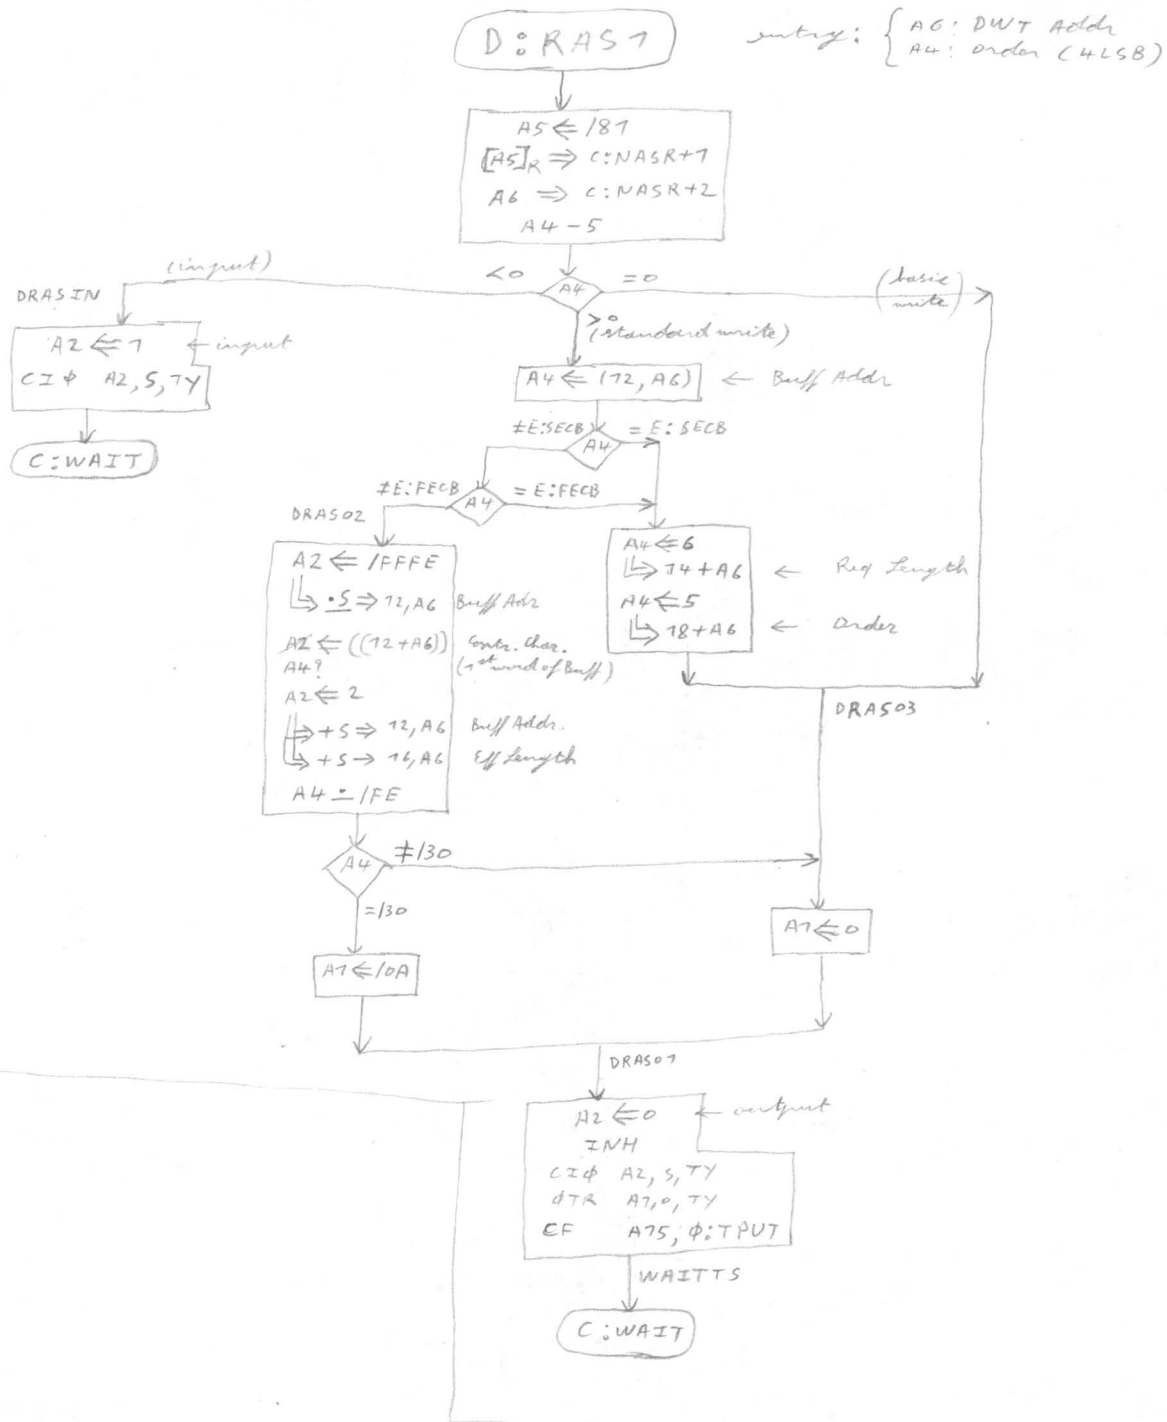 D:RAS1
entry: { A6: DWT Addr
A4: Order (4LSB)
A5 ⇐ /81
[A5]R ⇒ C:NASR+1
A6 ⇒ C:NASR+2
A4 - 5
(input)
<0
A4
=0
(basic write)
DRASIN
A2 ⇐ 1 ← input
CIΦ A2, S, TY
C:WAIT
>0
(standard write)
A4 ⇐ (12, A6) ← Buff Addr
≠E:SECB
A4
= E:SECB
≠E:FECB
A4
= E:FECB
DRAS02
A2 ⇐ /FFFE
·S ⇒ 12, A6 Buff Adr
A2 ⇐ ((12+A6)) Contr. Char.
A4? (1st word of Buff)
A2 ⇐ 2
+S ⇒ 12, A6 Buff Addr.
+S → 16, A6 Eff Length
A4 ∸ /FE
A4 ⇐ 6
14+A6 ← Req Length
A4 ⇐ 5
18+A6 ← Order
DRAS03
A4
≠/30
=/30
A1 ⇐ /0A
A1 ⇐ 0
DRAS01
A2 ⇐ 0 ← output
INH
CIΦ A2, S, TY
ΦTR A1, 0, TY
CF A15, Φ:TPUT
WAITTS
C:WAIT